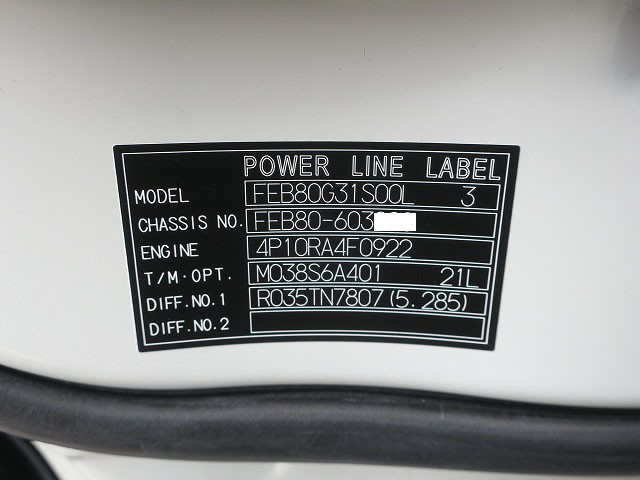 POWER LINE LABEL
MODEL FEB80G31S00L 3
CHASSIS NO. FEB80-603
ENGINE 4P10RA4F0922
T/M·OPT. M038S6A401 21L
DIFF.NO.1 R035TN7807(5.285)
DIFF.NO.2